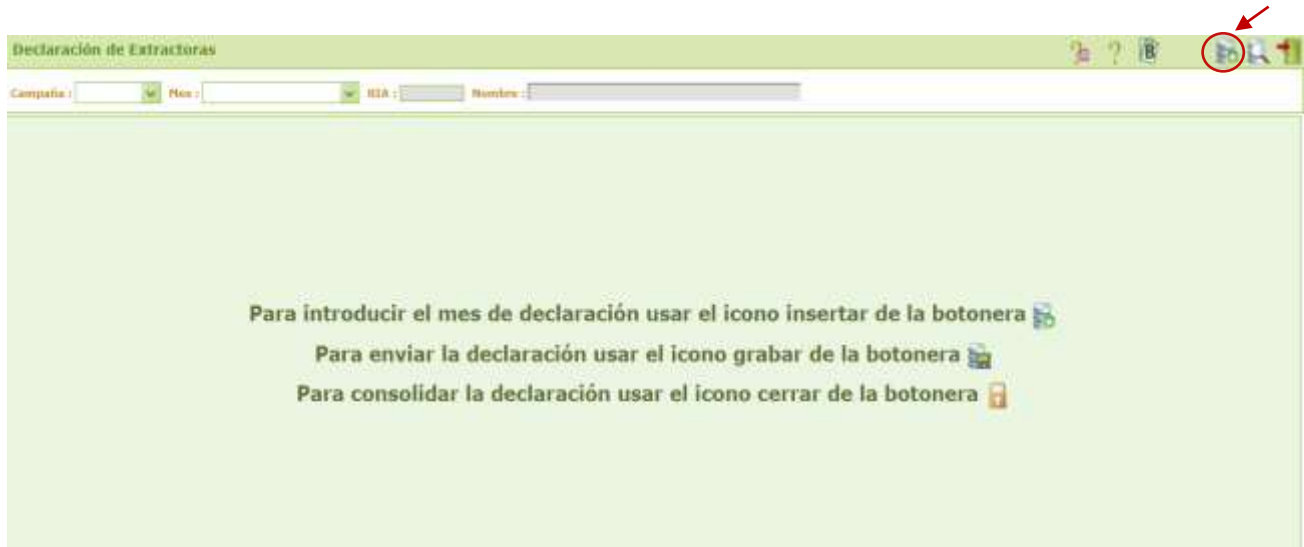 Declaración de Extractoras
Campaña : Mes : RIA : Nombre :
Para introducir el mes de declaración usar el icono insertar de la botonera
Para enviar la declaración usar el icono grabar de la botonera
Para consolidar la declaración usar el icono cerrar de la botonera